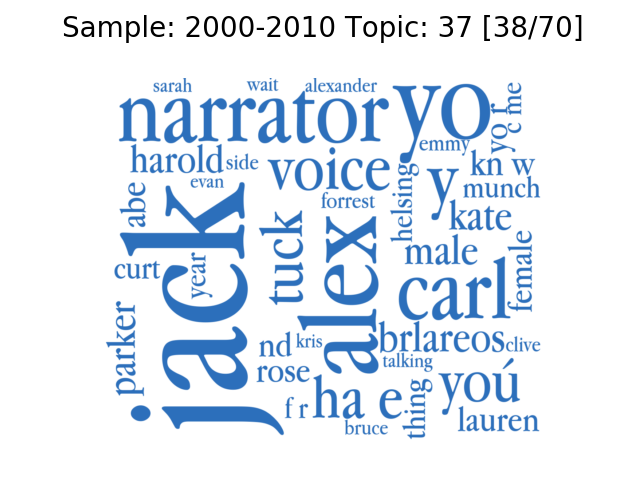 Sample: 2000-2010 Topic: 37 [38/70]
sarah
wait
alexander
narrator
yo
yo r
c me
emmy
harold
side
voice
kn w
evan
y
munch
abe
forrest
helsing
kate
jack
tuck
alex
male
female
curt
year
carl
parker
nd
kris
brlareos
clive
talking
rose
f r
ha e
thing
yoú
bruce
lauren